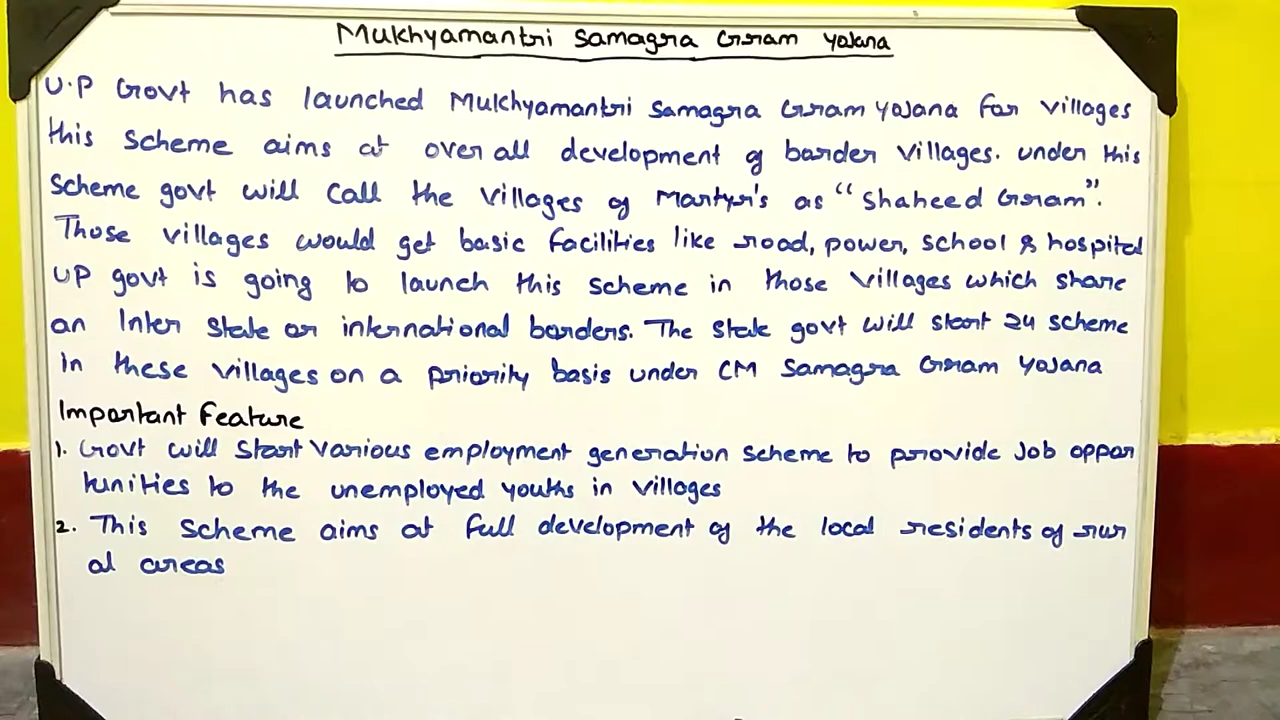 Mukhyamantri Samagra Gram Yojana
U.P Govt has launched Mukhyamantri Samagra Gram Yojana for villages
this scheme aims at over all development of border villages. under this
scheme govt will call the villages of Martyr's as "Shaheed Gram".
Those villages would get basic facilities like road, power, school & hospital
UP govt is going to launch this scheme in those villages which share
an Inter state or international borders. The state govt will start 24 scheme
in these villages on a priority basis under CM Samagra Gram Yojana
Important Feature
1. Govt will start various employment generation scheme to provide Job oppor
tunities to the unemployed youths in villages
2. This scheme aims at full development of the local residents of rur
al areas